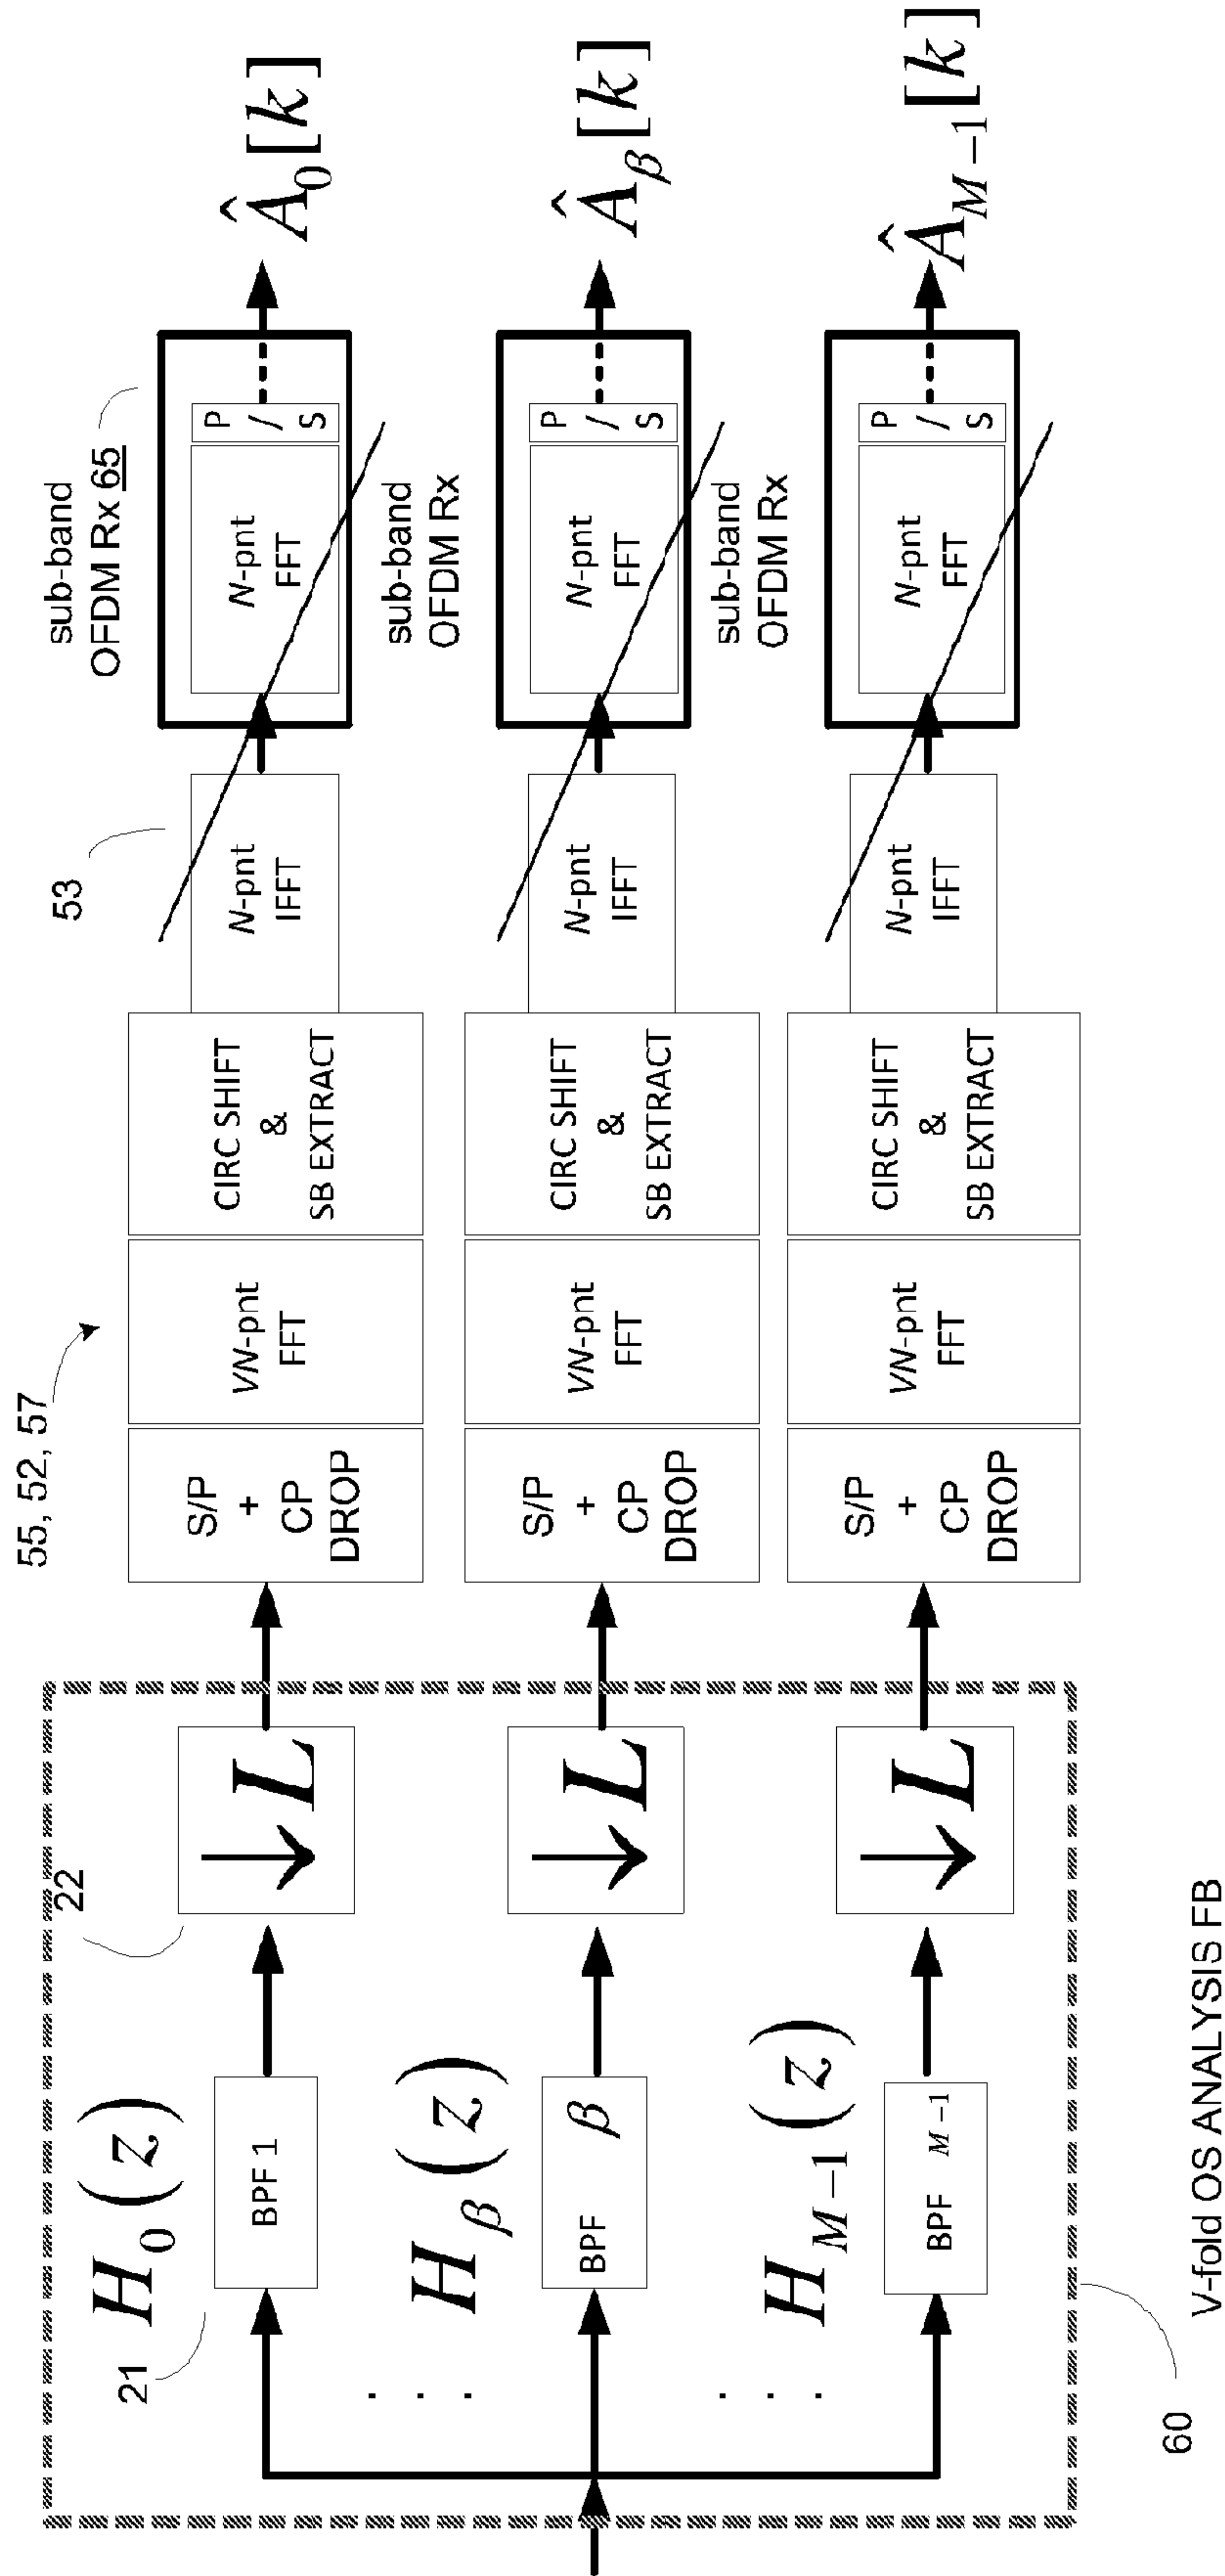 H_0(z)
21
BPF 1
22
↓L
55, 52, 57
S/P
+
CP
DROP
VN-pnt
FFT
CIRC SHIFT
&
SB EXTRACT
53
N-pnt
IFFT
sub-band
OFDM Rx 65
N-pnt
FFT
P
/
S
Â_0[k]
. . .
H_β(z)
BPF β
↓L
S/P
+
CP
DROP
VN-pnt
FFT
CIRC SHIFT
&
SB EXTRACT
N-pnt
IFFT
sub-band
OFDM Rx
N-pnt
FFT
P
/
S
Â_β[k]
. . .
H_{M-1}(z)
BPF M-1
↓L
S/P
+
CP
DROP
VN-pnt
FFT
CIRC SHIFT
&
SB EXTRACT
N-pnt
IFFT
sub-band
OFDM Rx
N-pnt
FFT
P
/
S
Â_{M-1}[k]
60
V-fold OS ANALYSIS FB